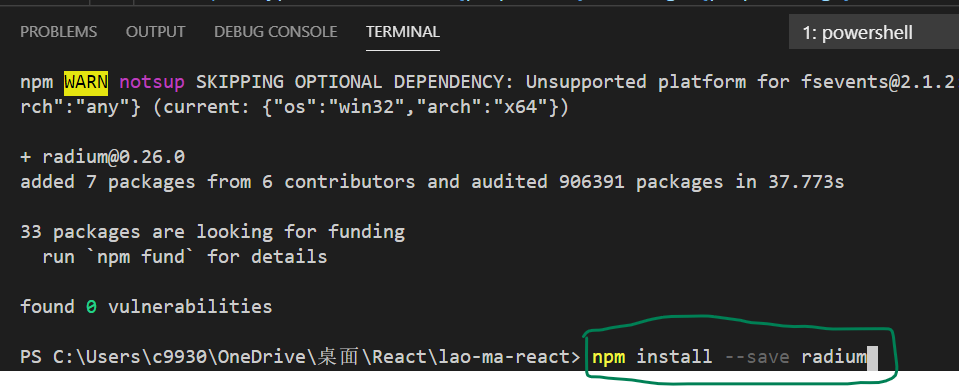 PROBLEMS OUTPUT DEBUG CONSOLE TERMINAL 1: powershell
npm WARN notsup SKIPPING OPTIONAL DEPENDENCY: Unsupported platform for fsevents@2.1.2
rch":"any"} (current: {"os":"win32","arch":"x64"})
+ radium@0.26.0
added 7 packages from 6 contributors and audited 906391 packages in 37.773s
33 packages are looking for funding
run `npm fund` for details
found 0 vulnerabilities
PS C:\Users\c9930\OneDrive\桌面\React\lao-ma-react> npm install --save radium